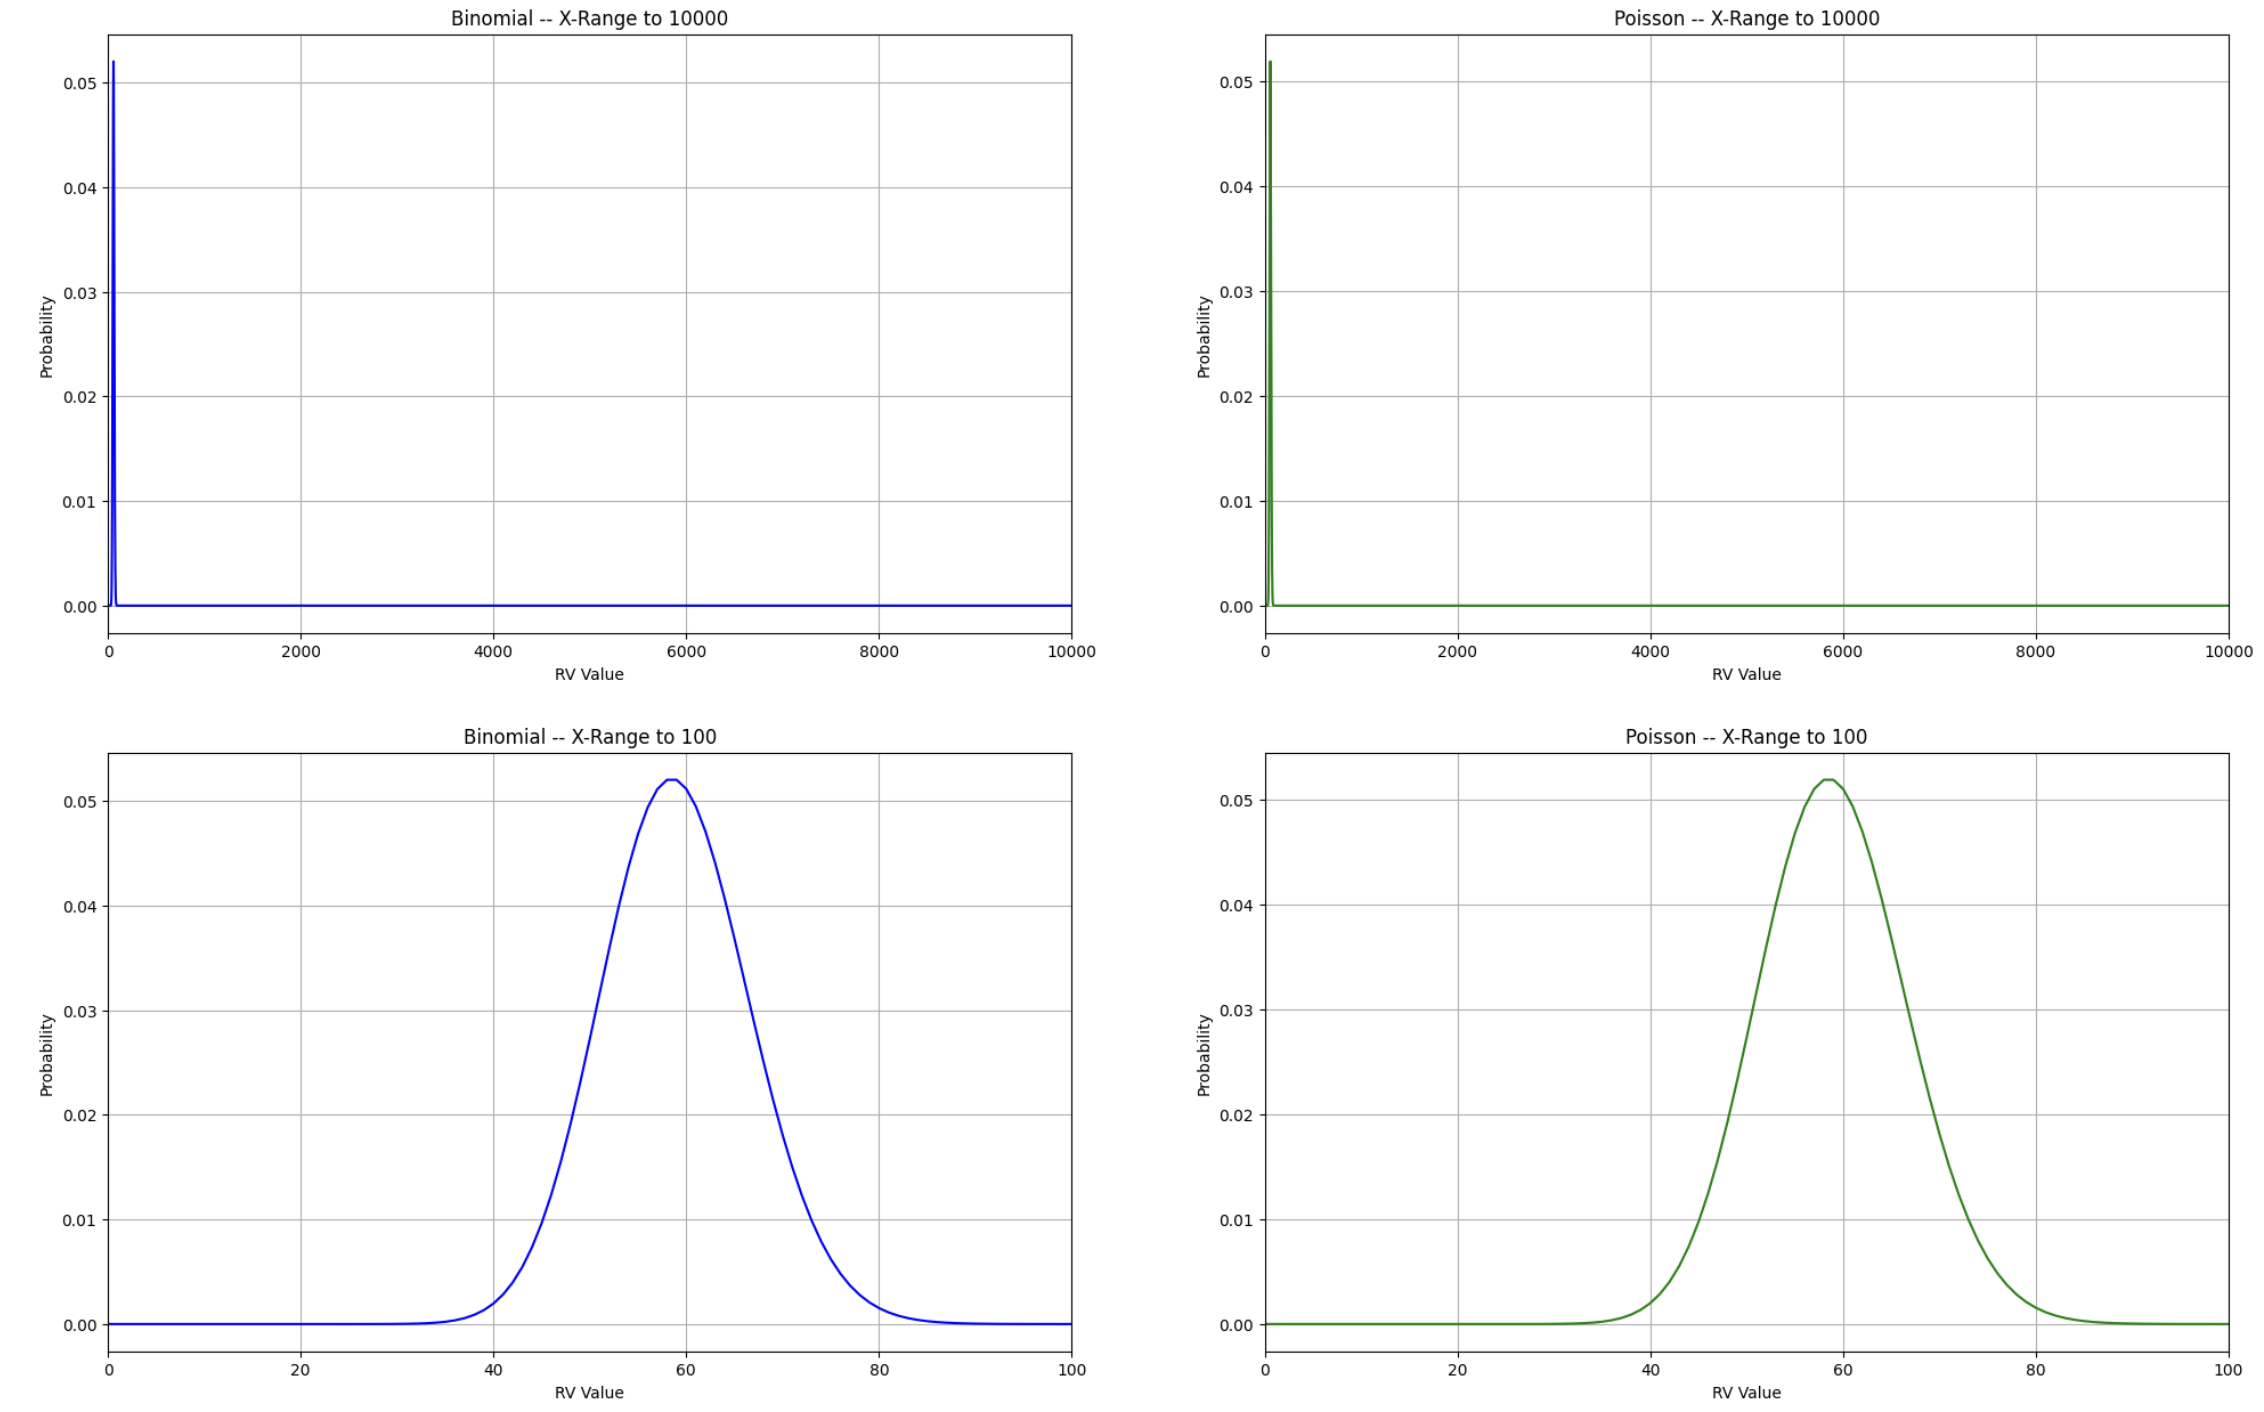 Binomial -- X-Range to 10000
0.05
0.04
0.03
0.02
0.01
0.00
Probability
0 2000 4000 6000 8000 10000
RV Value
Poisson -- X-Range to 10000
0.05
0.04
0.03
0.02
0.01
0.00
Probability
0 2000 4000 6000 8000 10000
RV Value
Binomial -- X-Range to 100
0.05
0.04
0.03
0.02
0.01
0.00
Probability
0 20 40 60 80 100
RV Value
Poisson -- X-Range to 100
0.05
0.04
0.03
0.02
0.01
0.00
Probability
0 20 40 60 80 100
RV Value